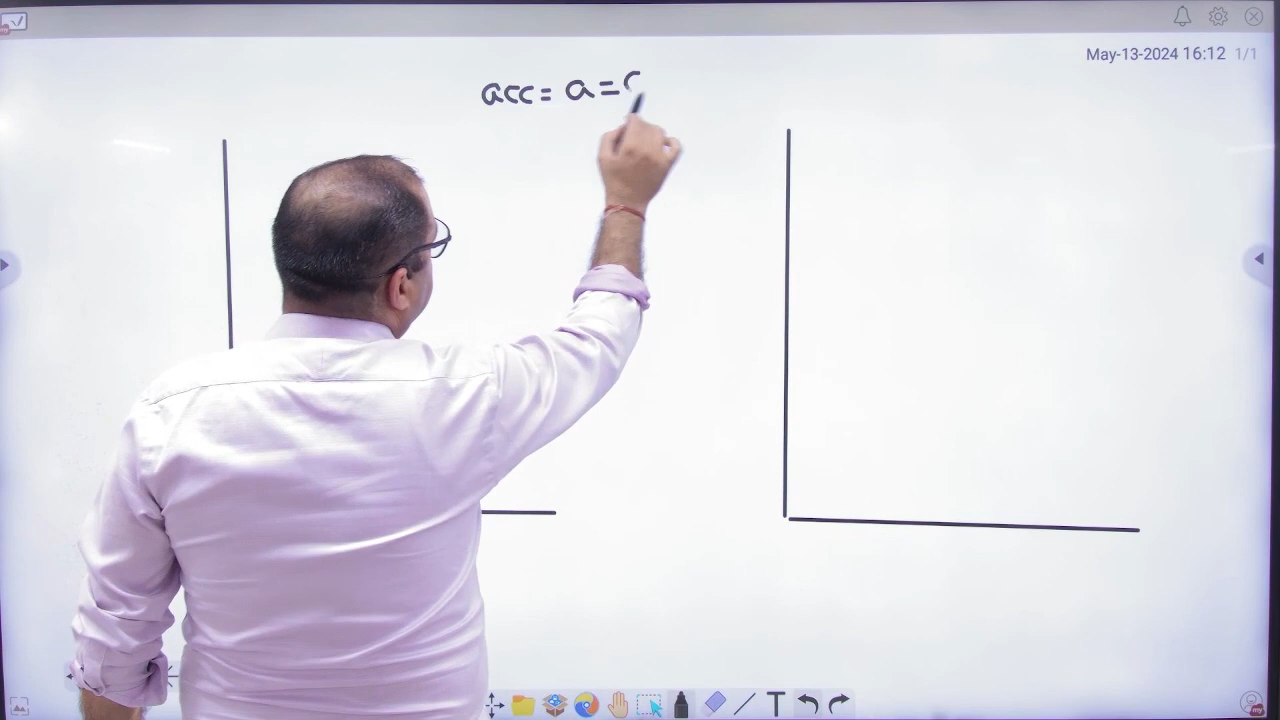 May-13-2024 16:12 1/1
acc = a = c